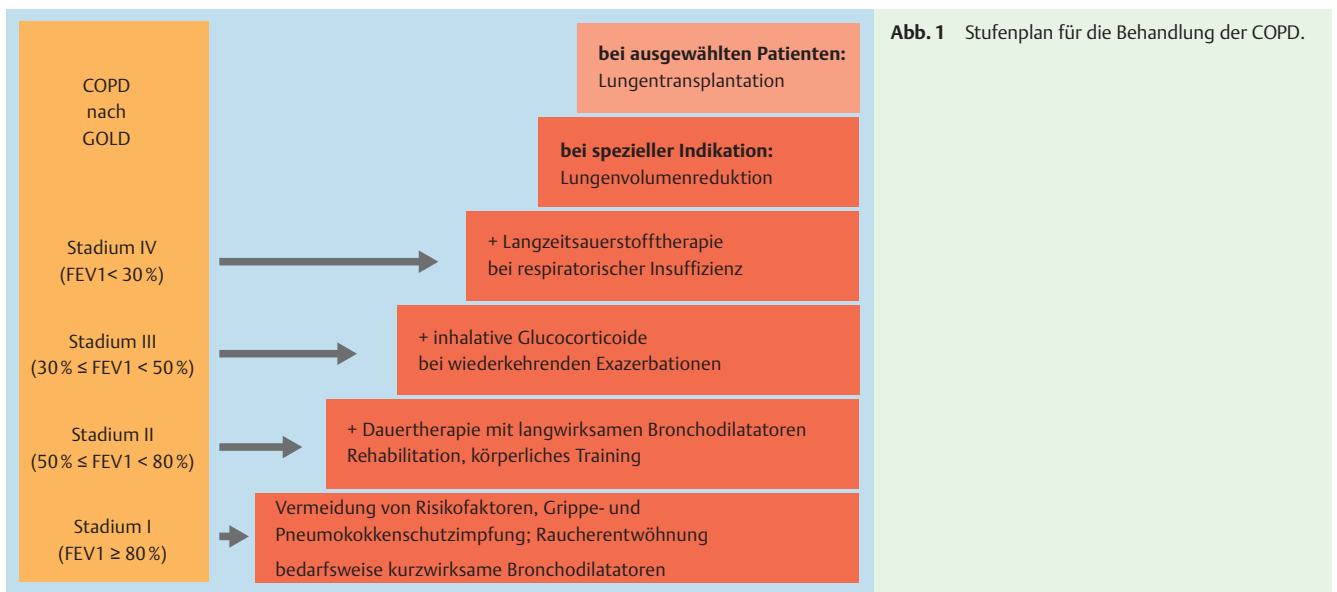 COPD
nach
GOLD
Stadium IV
(FEV1< 30 %)
Stadium III
(30 % ≤ FEV1 < 50 %)
Stadium II
(50 % ≤ FEV1 < 80 %)
Stadium I
(FEV1 ≥ 80 %)
bei ausgewählten Patienten:
Lungentransplantation
bei spezieller Indikation:
Lungenvolumenreduktion
+ Langzeitsauerstofftherapie
bei respiratorischer Insuffizienz
+ inhalative Glucocorticoide
bei wiederkehrenden Exazerbationen
+ Dauertherapie mit langwirksamen Bronchodilatatoren
Rehabilitation, körperliches Training
Vermeidung von Risikofaktoren, Grippe- und
Pneumokokkenschutzimpfung; Raucherentwöhnung
bedarfsweise kurzwirksame Bronchodilatatoren
Abb. 1 Stufenplan für die Behandlung der COPD.